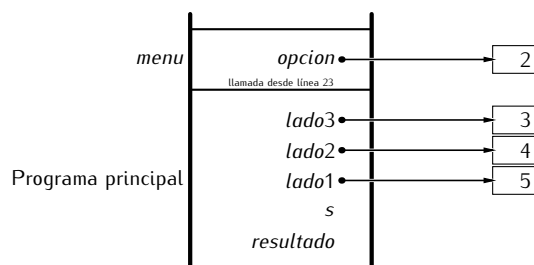 menu opcion 2
llamada desde línea 23
lado3 3
lado2 4
Programa principal lado1 5
s
resultado